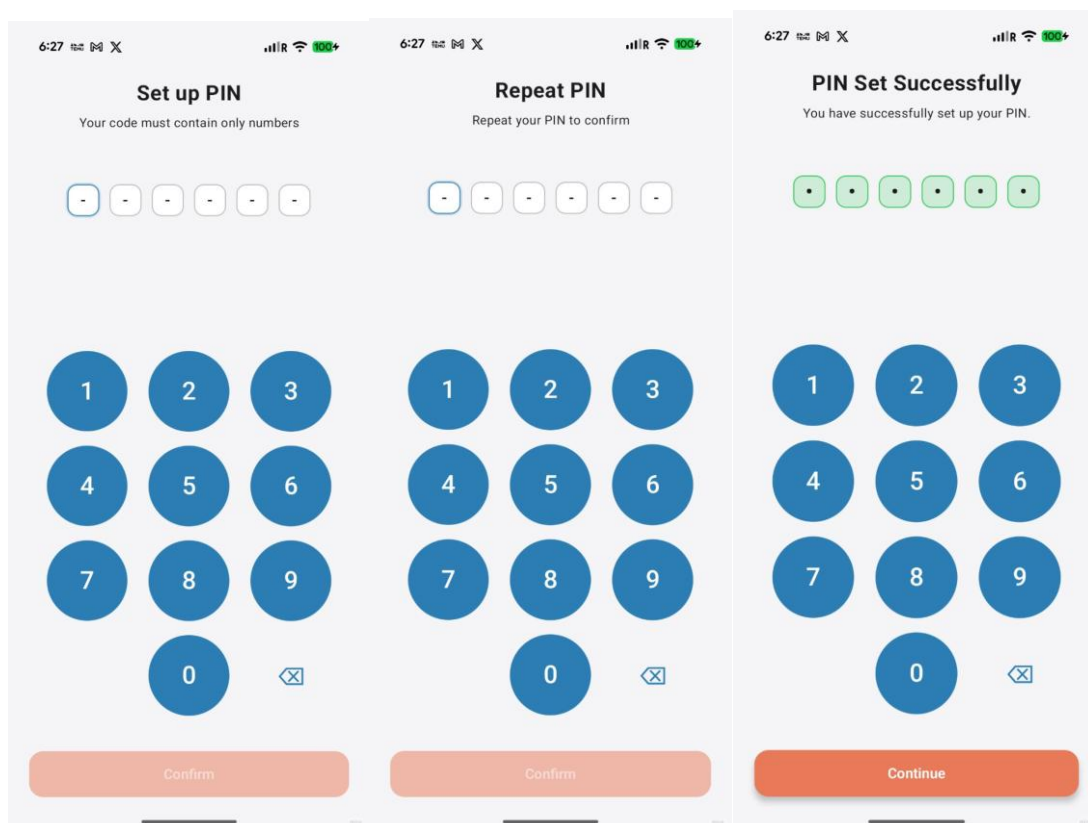 6:27
R 100
Set up PIN
Your code must contain only numbers
- - - - - -
1 2 3
4 5 6
7 8 9
0
Confirm
6:27
R 100
Repeat PIN
Repeat your PIN to confirm
- - - - - -
1 2 3
4 5 6
7 8 9
0
Confirm
6:27
R 100
PIN Set Successfully
You have successfully set up your PIN.
• • • • • •
1 2 3
4 5 6
7 8 9
0
Continue